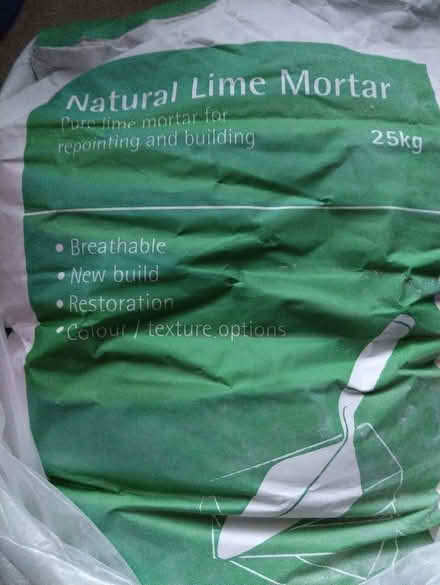 Natural Lime Mortar
Pure lime mortar for
repointing and building
25kg
• Breathable
• New build
• Restoration
• Colour / texture options